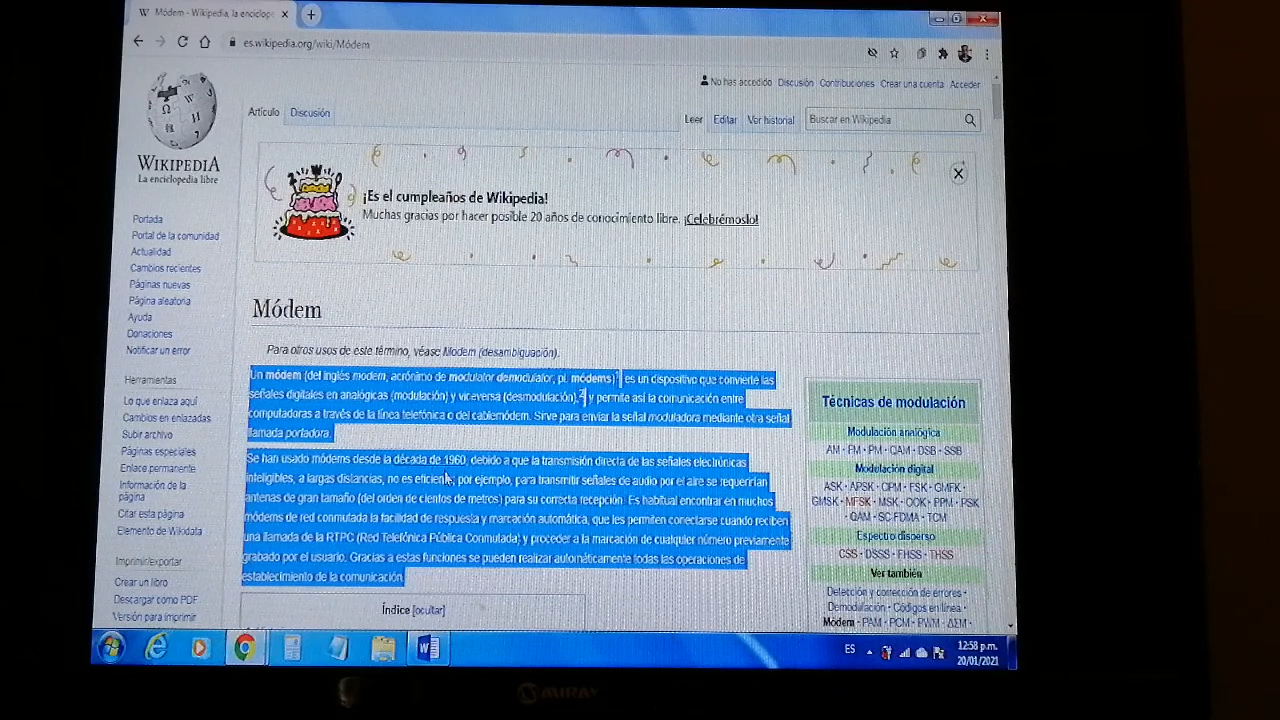 Módem - Wikipedia, la enciclope
es.wikipedia.org/wiki/Módem
No has accedido Discusión Contribuciones Crear una cuenta Acceder
Artículo Discusión
Leer Editar Ver historial Buscar en Wikipedia
WIKIPEDIA
La enciclopedia libre
¡Es el cumpleaños de Wikipedia!
Muchas gracias por hacer posible 20 años de conocimiento libre. ¡Celebrémoslo!
Portada
Portal de la comunidad
Actualidad
Cambios recientes
Páginas nuevas
Página aleatoria
Ayuda
Donaciones
Notificar un error
Herramientas
Lo que enlaza aquí
Cambios en enlazadas
Subir archivo
Páginas especiales
Enlace permanente
Información de la
página
Citar esta página
Elemento de Wikidata
Imprimir/exportar
Crear un libro
Descargar como PDF
Versión para imprimir
Módem
Para otros usos de este término, véase Modem (desambiguación).
Un módem (del inglés modem, acrónimo de modulator demodulator, pl. módems)1 es un dispositivo que convierte las
señales digitales en analógicas (modulación) y viceversa (desmodulación),2 y permite así la comunicación entre
computadoras a través de la línea telefónica o del cablemódem. Sirve para enviar la señal moduladora mediante otra señal
llamada portadora.
Se han usado módems desde la década de 1960, debido a que la transmisión directa de las señales electrónicas
inteligibles, a largas distancias, no es eficiente; por ejemplo, para transmitir señales de audio por el aire se requerirían
antenas de gran tamaño (del orden de cientos de metros) para su correcta recepción. Es habitual encontrar en muchos
módems de red conmutada la facilidad de respuesta y marcación automática, que les permiten conectarse cuando reciben
una llamada de la RTPC (Red Telefónica Pública Conmutada) y proceder a la marcación de cualquier número previamente
grabado por el usuario. Gracias a estas funciones se pueden realizar automáticamente todas las operaciones de
establecimiento de la comunicación.
Índice [ocultar]
Técnicas de modulación
Modulación analógica
AM · FM · PM · QAM · DSB · SSB
Modulación digital
ASK · APSK · CPM · FSK · GMFK ·
GMSK · MFSK · MSK · OOK · PPM · PSK
· QAM · SC-FDMA · TCM
Espectro disperso
CSS · DSSS · FHSS · THSS
Ver también
Detección y corrección de errores ·
Demodulación · Códigos en línea ·
Módem · PAM · PCM · PWM · ΔΣM ·
ES 12:58 p.m.
20/01/2021
MIRAY